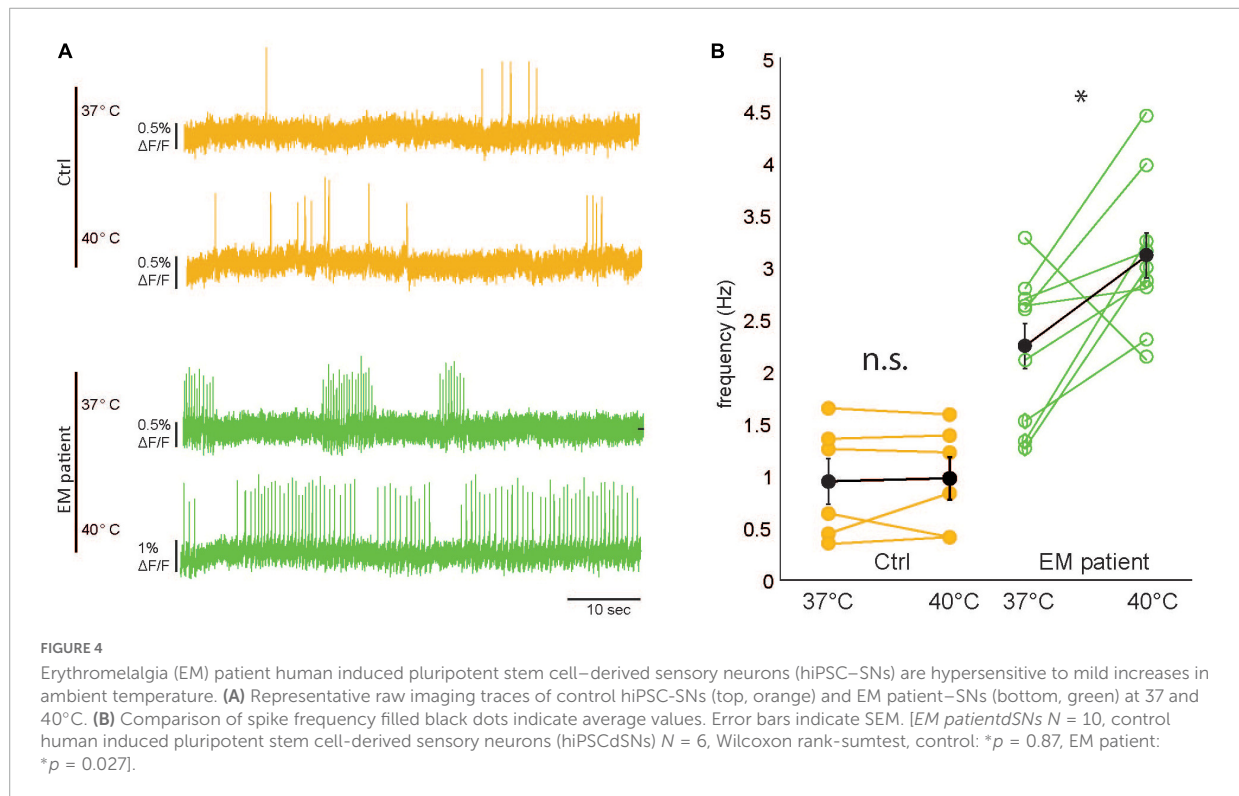 A
37° C
Ctrl
0.5%
ΔF/F
40° C
0.5%
ΔF/F
37° C
EM patient
0.5%
ΔF/F
40° C
1%
ΔF/F
10 sec
B
5
4.5
4
3.5
3
2.5
2
1.5
1
0.5
0
frequency (Hz)
n.s.
*
Ctrl
EM patient
37°C
40°C
37°C
40°C
FIGURE 4
Erythromelalgia (EM) patient human induced pluripotent stem cell–derived sensory neurons (hiPSC–SNs) are hypersensitive to mild increases in
ambient temperature. (A) Representative raw imaging traces of control hiPSC-SNs (top, orange) and EM patient–SNs (bottom, green) at 37 and
40°C. (B) Comparison of spike frequency filled black dots indicate average values. Error bars indicate SEM. [EM patientdSNs N = 10, control
human induced pluripotent stem cell-derived sensory neurons (hiPSCdSNs) N = 6, Wilcoxon rank-sumtest, control: *p = 0.87, EM patient:
*p = 0.027].